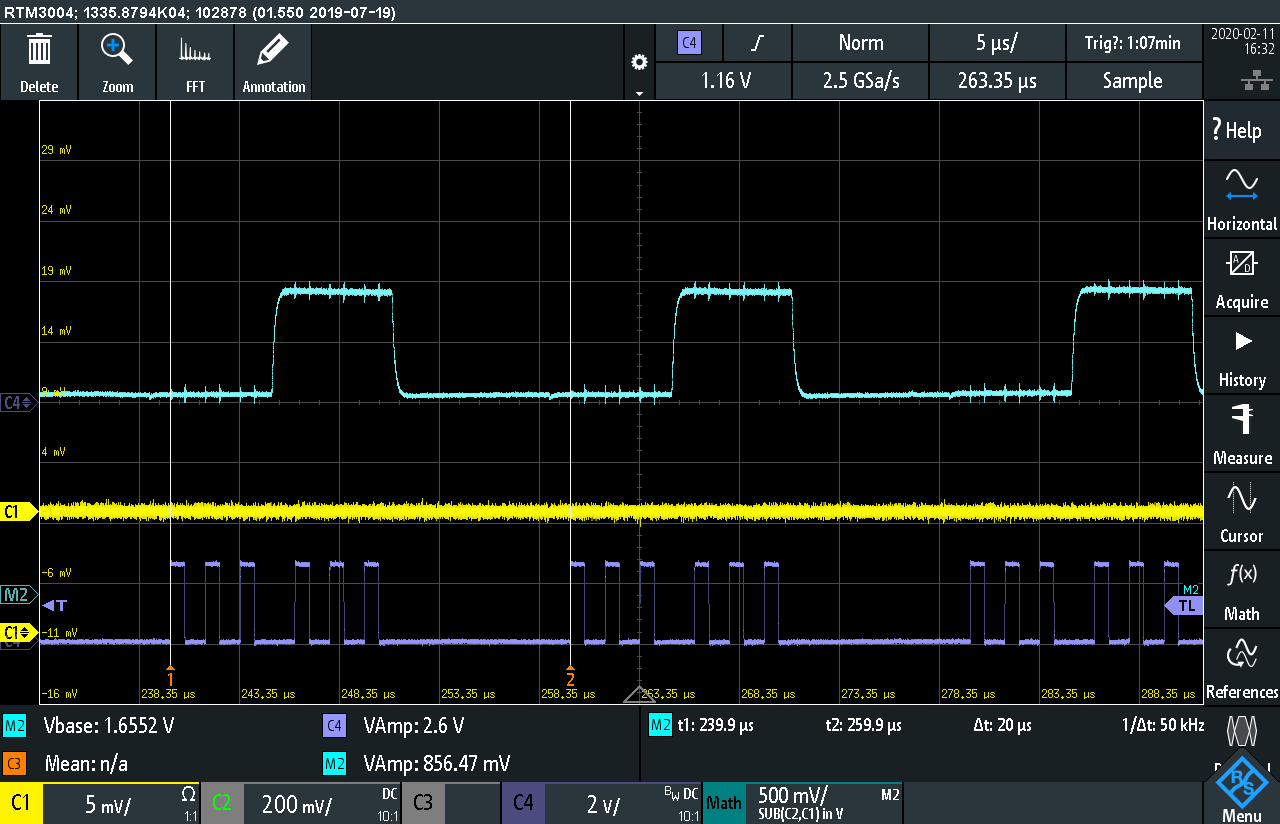 RTM3004; 1335.8794K04; 102878 (01.550 2019-07-19)
Delete
Zoom
FFT
Annotation
C4
Norm
5 µs/
Trig?: 1:07min
2020-02-11
16:32
1.16 V
2.5 GSa/s
263.35 µs
Sample
? Help
Horizontal
A/D
Acquire
History
Measure
Cursor
f(x)
Math
References
Menu
29 mV
24 mV
19 mV
14 mV
9 mV
C4
4 mV
C1
-6 mV
M2
T
M2
TL
C1
-11 mV
-16 mV
1
2
238.35 µs
243.35 µs
248.35 µs
253.35 µs
258.35 µs
263.35 µs
268.35 µs
273.35 µs
278.35 µs
283.35 µs
288.35 µs
M2 Vbase: 1.6552 V
C4 VAmp: 2.6 V
M2 t1: 239.9 µs t2: 259.9 µs Δt: 20 µs 1/Δt: 50 kHz
C3 Mean: n/a
M2 VAmp: 856.47 mV
C1 5 mV/ Ω 1:1
C2 200 mV/ DC 10:1
C3
C4 2 V/ Bw DC 10:1
Math 500 mV/ M2
SUB(C2,C1) in V
R&S